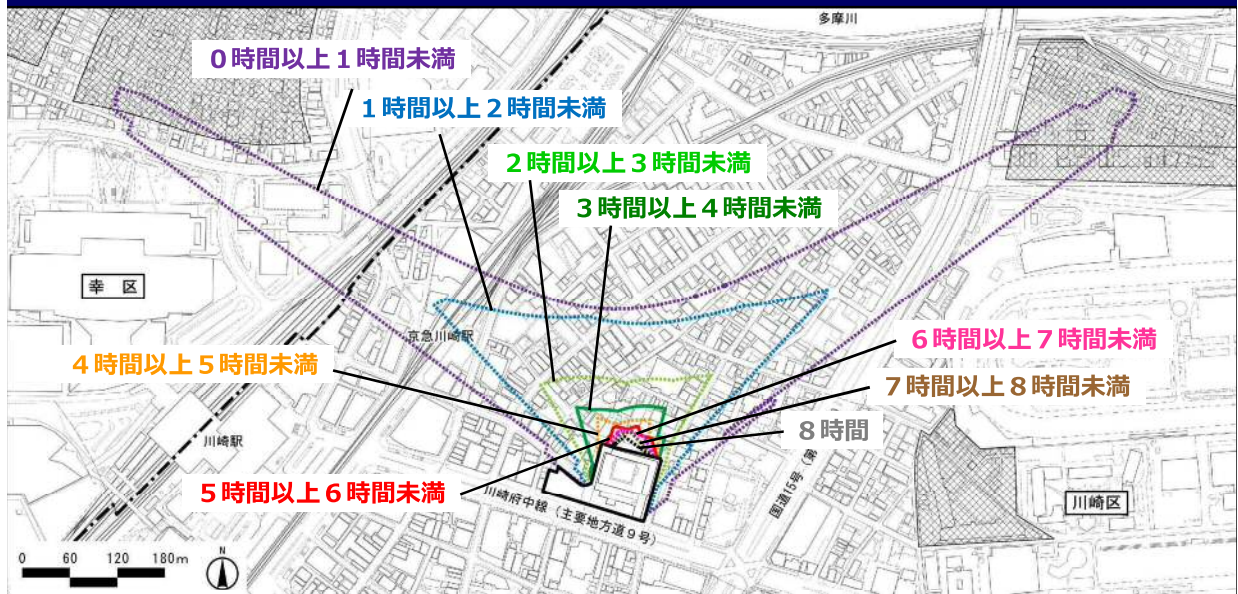 多摩川
０時間以上１時間未満
１時間以上２時間未満
２時間以上３時間未満
３時間以上４時間未満
幸 区
京急川崎駅
６時間以上７時間未満
４時間以上５時間未満
７時間以上８時間未満
８時間
川崎駅
５時間以上６時間未満
川崎府中線（主要地方道９号）
国道15号（第
川崎区
0 60 120 180m
N